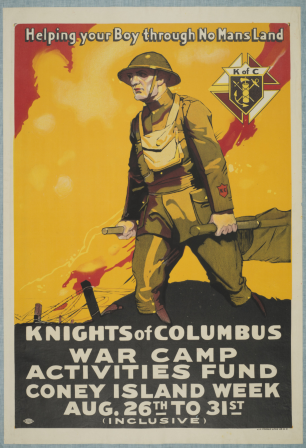 Helping your Boy through No Mans Land
K of C
KNIGHTS of COLUMBUS
WAR CAMP
ACTIVITIES FUND
CONEY ISLAND WEEK
AUG. 26TH TO 31ST
(INCLUSIVE)